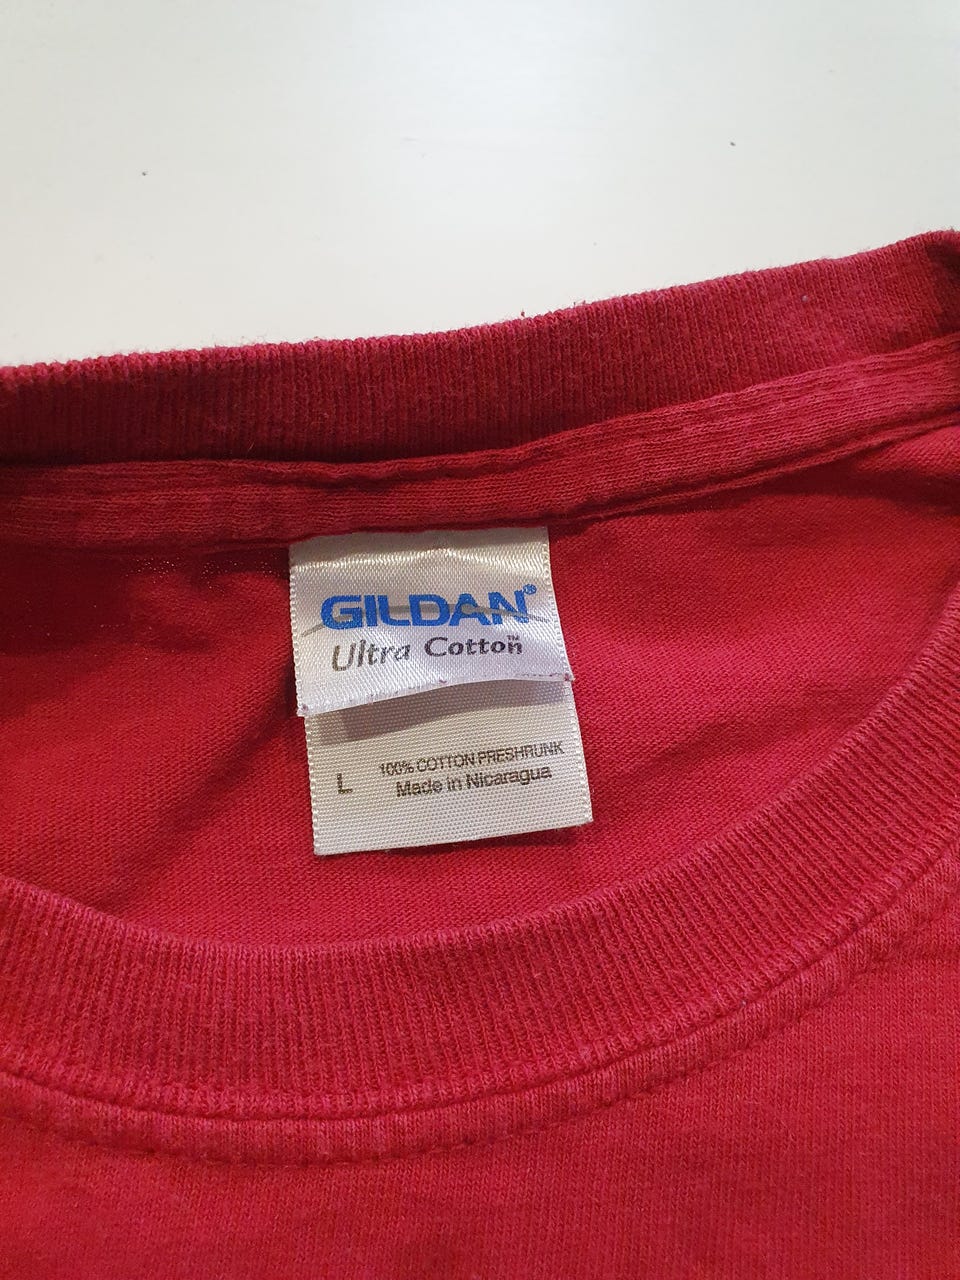 GILDAN®
Ultra Cotton™
100% COTTON PRESHRUNK
L Made in Nicaragua